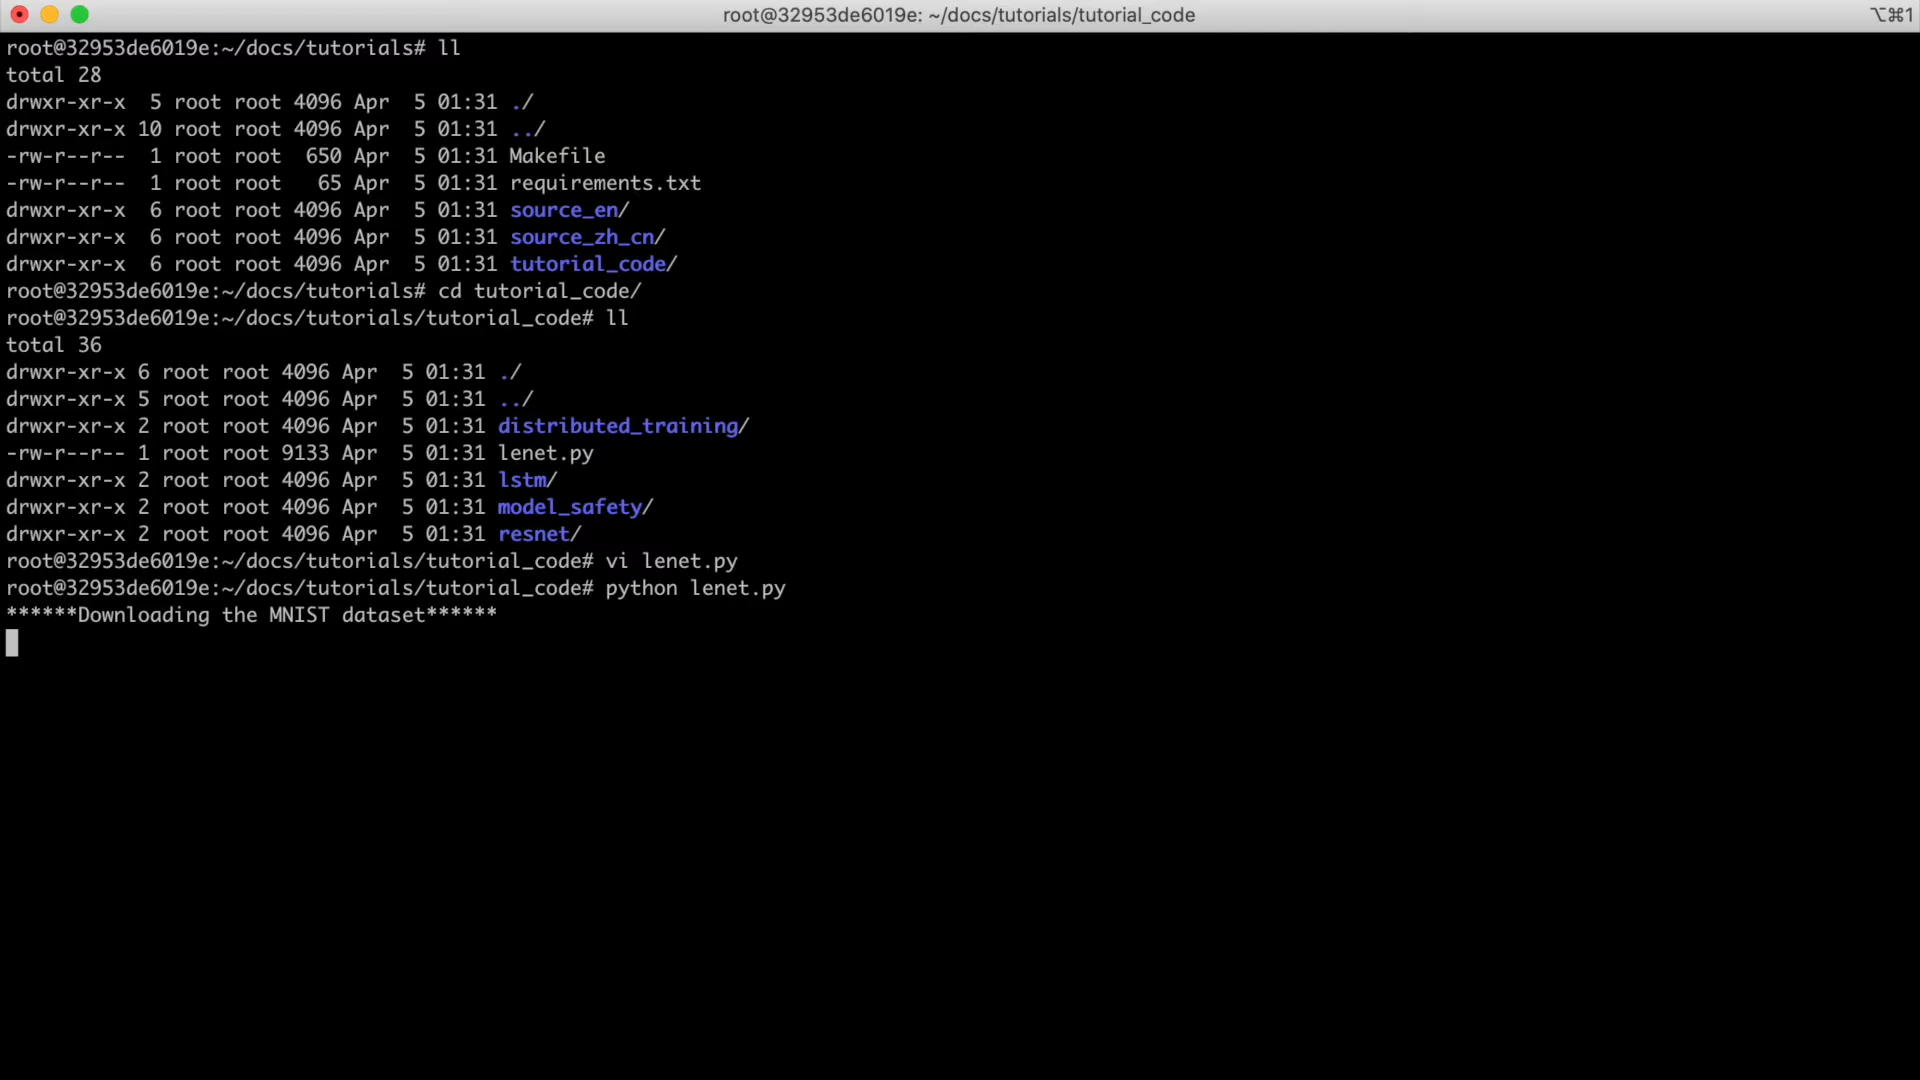 root@32953de6019e: ~/docs/tutorials/tutorial_code
⌥⌘1
root@32953de6019e:~/docs/tutorials# ll
total 28
drwxr-xr-x  5 root root 4096 Apr  5 01:31 ./
drwxr-xr-x 10 root root 4096 Apr  5 01:31 ../
-rw-r--r--  1 root root  650 Apr  5 01:31 Makefile
-rw-r--r--  1 root root   65 Apr  5 01:31 requirements.txt
drwxr-xr-x  6 root root 4096 Apr  5 01:31 source_en/
drwxr-xr-x  6 root root 4096 Apr  5 01:31 source_zh_cn/
drwxr-xr-x  6 root root 4096 Apr  5 01:31 tutorial_code/
root@32953de6019e:~/docs/tutorials# cd tutorial_code/
root@32953de6019e:~/docs/tutorials/tutorial_code# ll
total 36
drwxr-xr-x 6 root root 4096 Apr  5 01:31 ./
drwxr-xr-x 5 root root 4096 Apr  5 01:31 ../
drwxr-xr-x 2 root root 4096 Apr  5 01:31 distributed_training/
-rw-r--r-- 1 root root 9133 Apr  5 01:31 lenet.py
drwxr-xr-x 2 root root 4096 Apr  5 01:31 lstm/
drwxr-xr-x 2 root root 4096 Apr  5 01:31 model_safety/
drwxr-xr-x 2 root root 4096 Apr  5 01:31 resnet/
root@32953de6019e:~/docs/tutorials/tutorial_code# vi lenet.py
root@32953de6019e:~/docs/tutorials/tutorial_code# python lenet.py
******Downloading the MNIST dataset******